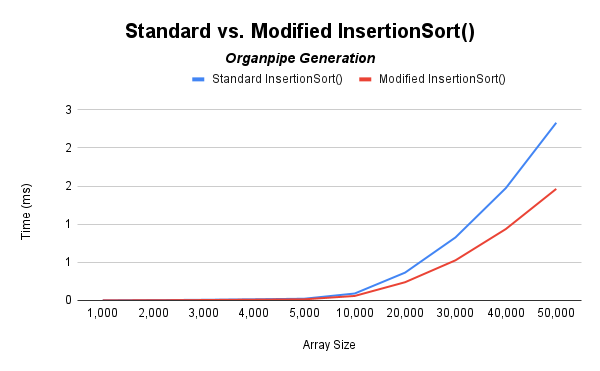 Standard vs. Modified InsertionSort()
Organpipe Generation
Standard InsertionSort()
Modified InsertionSort()
3
2
2
1
1
0
Time (ms)
1,000 2,000 3,000 4,000 5,000 10,000 20,000 30,000 40,000 50,000
Array Size